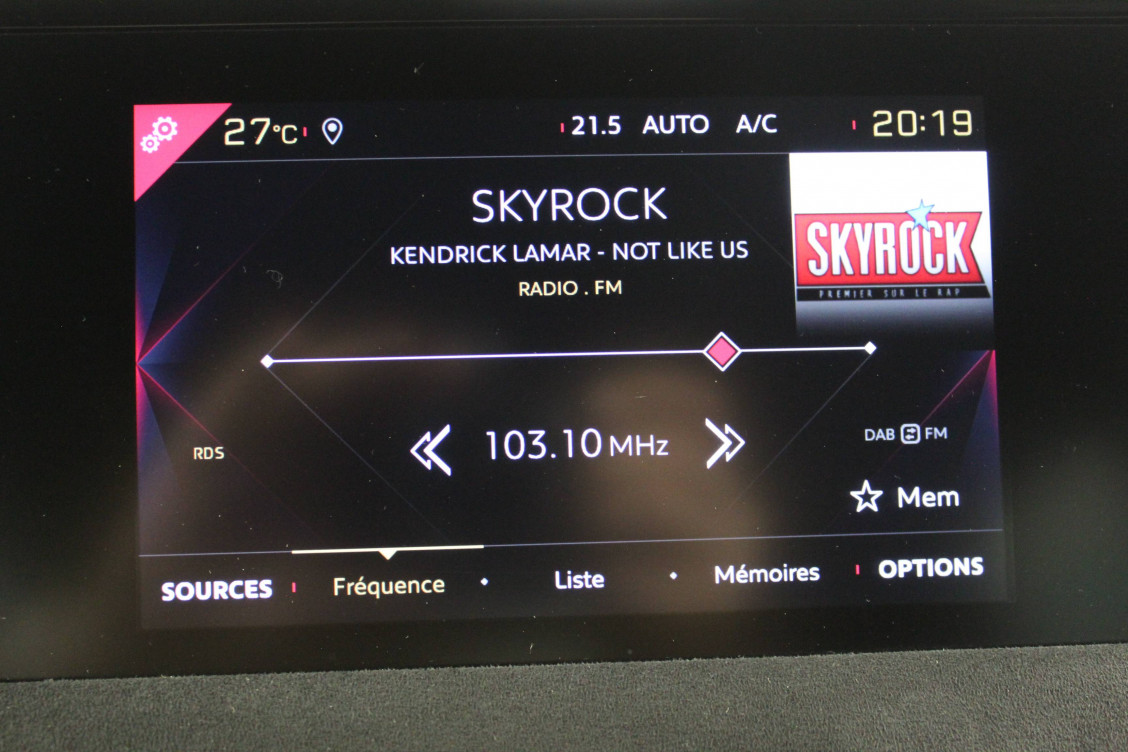 27°C 21.5 AUTO A/C 20:19
SKYROCK
KENDRICK LAMAR - NOT LIKE US
RADIO . FM
SKYROCK
PREMIER SUR LE RAP
103.10 MHz
RDS
DAB FM
Mem
SOURCES Fréquence Liste Mémoires OPTIONS